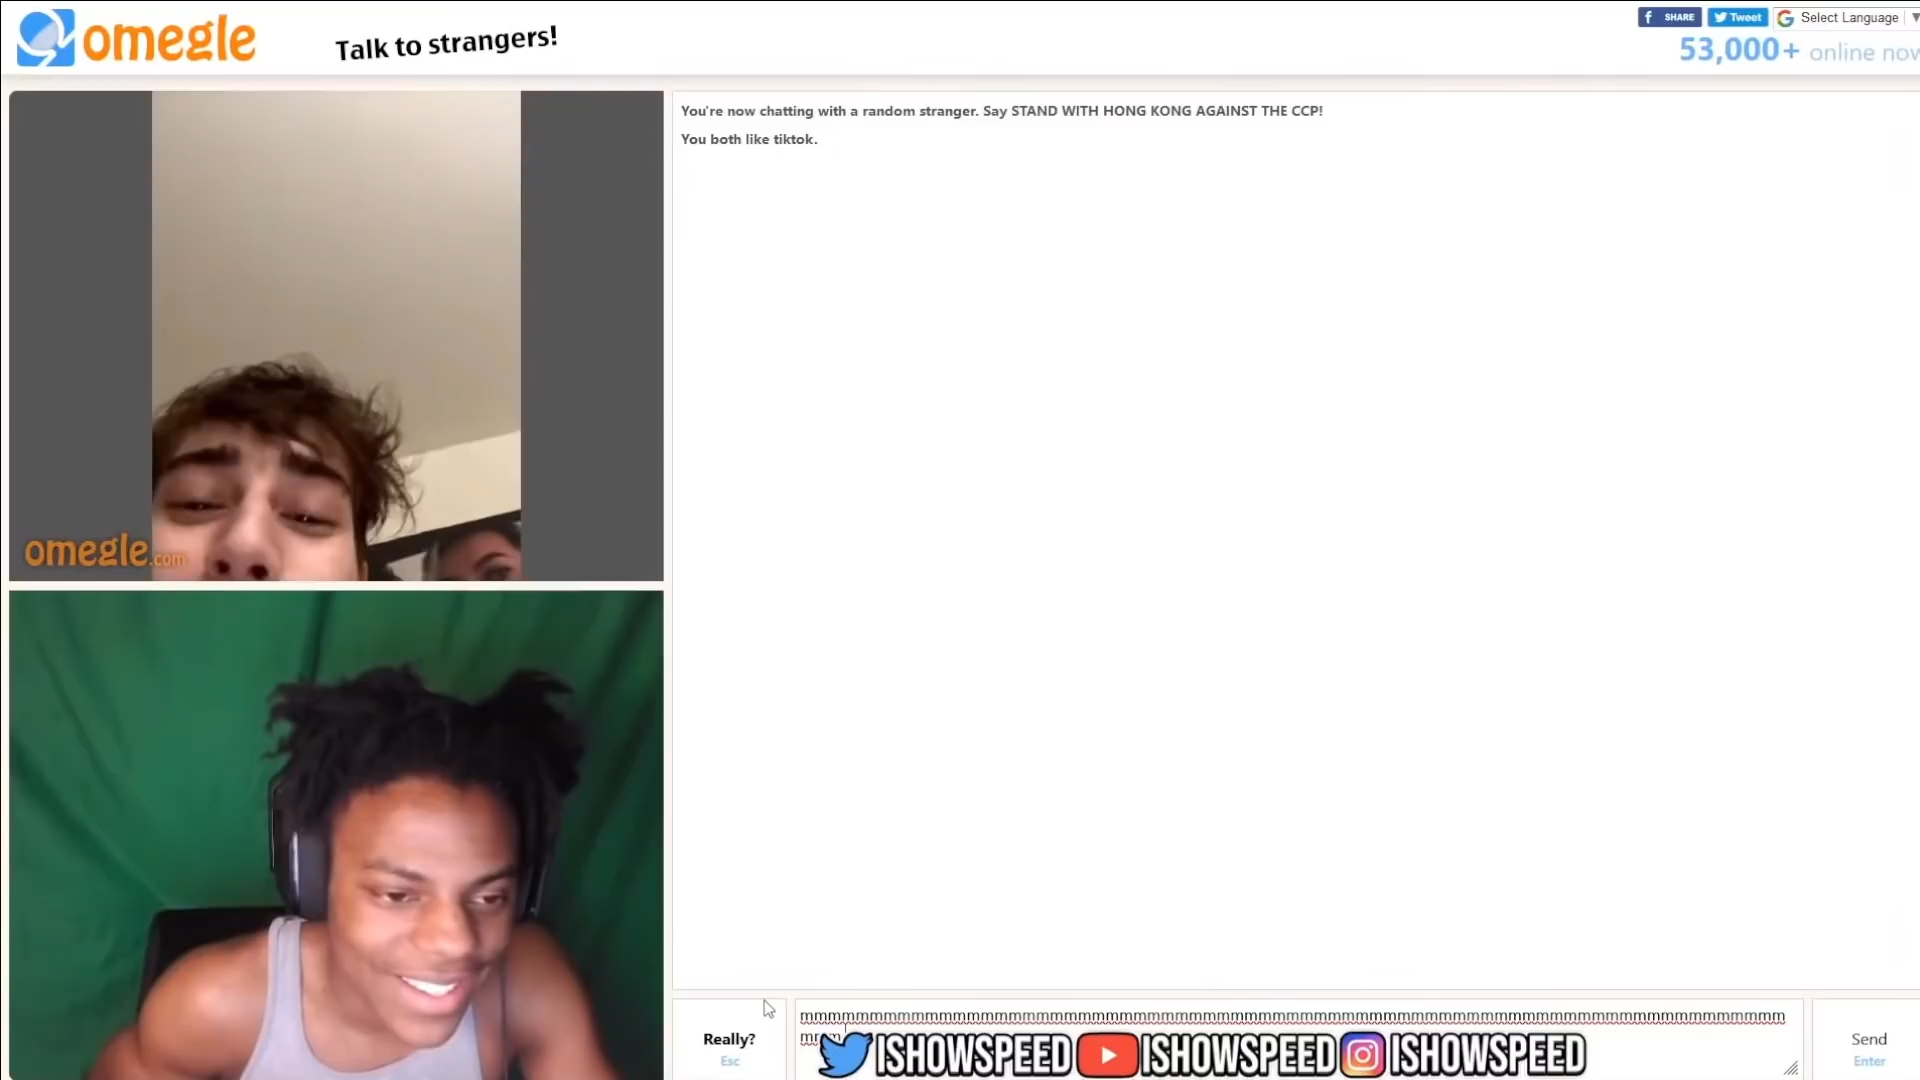 omegle
Talk to strangers!
SHARE
Tweet
Select Language
53,000+ online now
You're now chatting with a random stranger. Say STAND WITH HONG KONG AGAINST THE CCP!
You both like tiktok.
omegle.com
Really?
Esc
ISHOWSPEED ISHOWSPEED ISHOWSPEED
Send
Enter